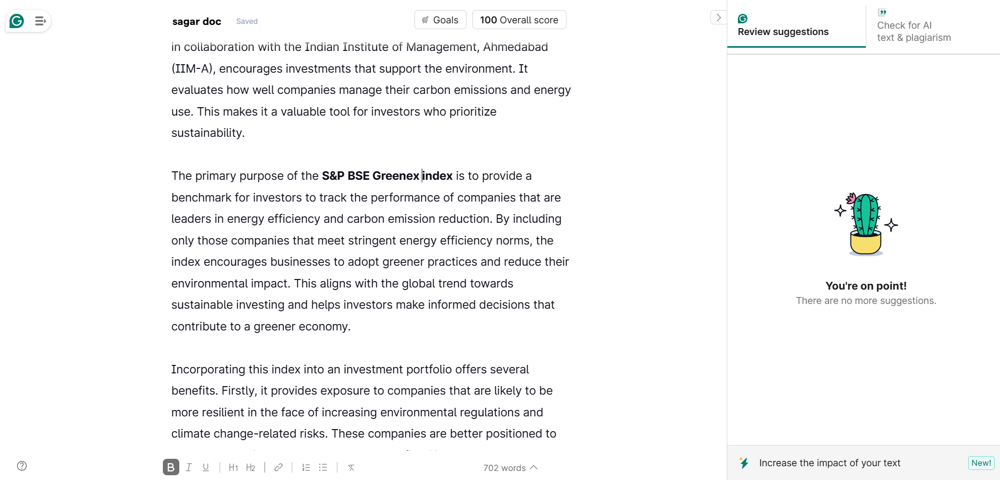 sagar doc
Saved
Goals
100 Overall score
in collaboration with the Indian Institute of Management, Ahmedabad
(IIM-A), encourages investments that support the environment. It
evaluates how well companies manage their carbon emissions and energy
use. This makes it a valuable tool for investors who prioritize
sustainability.
The primary purpose of the S&P BSE Greenex index is to provide a
benchmark for investors to track the performance of companies that are
leaders in energy efficiency and carbon emission reduction. By including
only those companies that meet stringent energy efficiency norms, the
index encourages businesses to adopt greener practices and reduce their
environmental impact. This aligns with the global trend towards
sustainable investing and helps investors make informed decisions that
contribute to a greener economy.
Incorporating this index into an investment portfolio offers several
benefits. Firstly, it provides exposure to companies that are likely to be
more resilient in the face of increasing environmental regulations and
climate change-related risks. These companies are better positioned to
B I U H1 H2
702 words
Review suggestions
Check for AI
text & plagiarism
You're on point!
There are no more suggestions.
Increase the impact of your text
New!